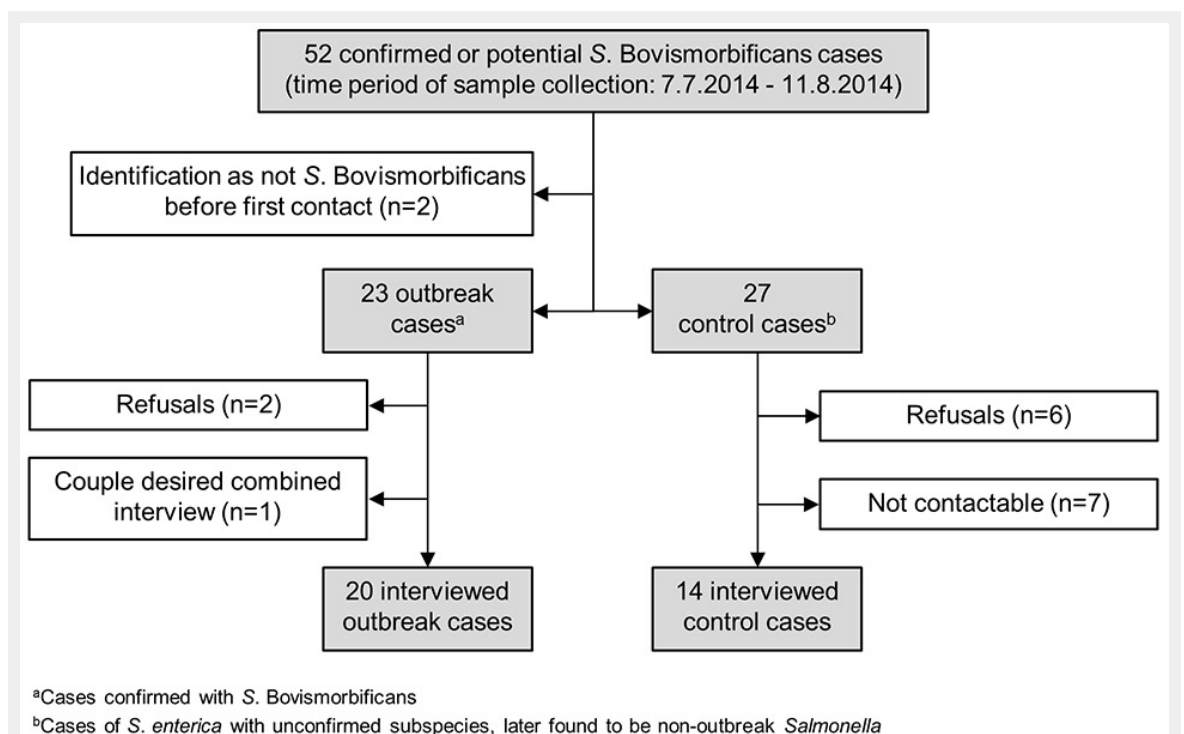 52 confirmed or potential S. Bovismorbificans cases
(time period of sample collection: 7.7.2014 - 11.8.2014)
Identification as not S. Bovismorbificans
before first contact (n=2)
23 outbreak
casesa
27
control casesb
Refusals (n=2)
Refusals (n=6)
Couple desired combined
interview (n=1)
Not contactable (n=7)
20 interviewed
outbreak cases
14 interviewed
control cases
aCases confirmed with S. Bovismorbificans
bCases of S. enterica with unconfirmed subspecies, later found to be non-outbreak Salmonella